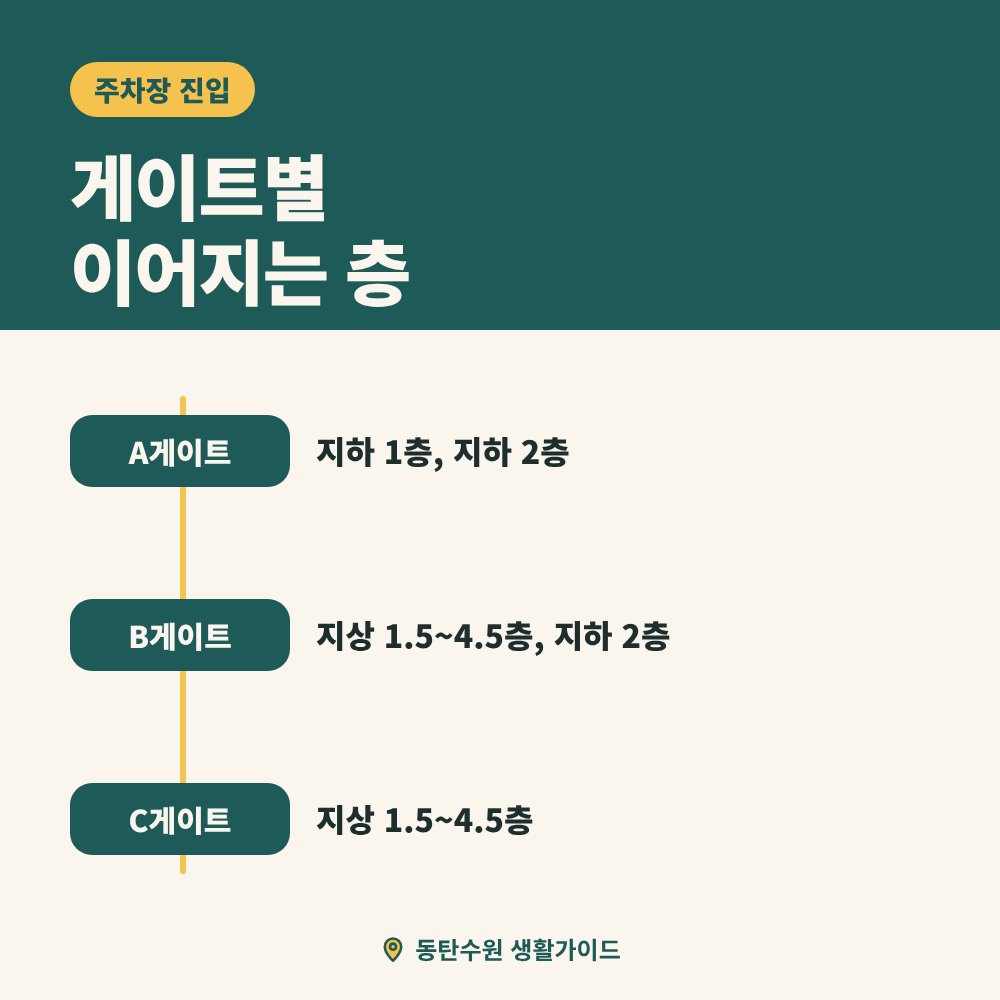 주차장 진입
게이트별
이어지는 층
A게이트
지하 1층, 지하 2층
B게이트
지상 1.5~4.5층, 지하 2층
C게이트
지상 1.5~4.5층
동탄수원 생활가이드